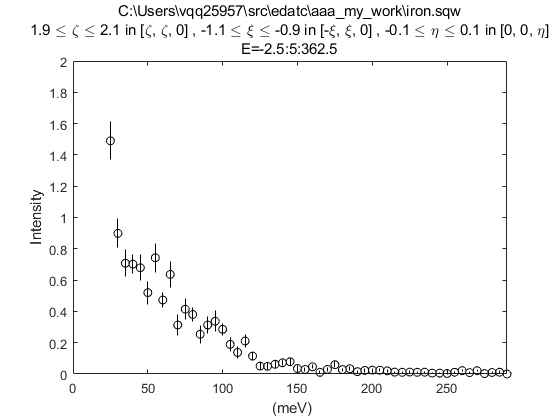 C:\Users\vqq25957\src\edatc\aaa_my_work\iron.sqw
1.9 ≤ ζ ≤ 2.1 in [ζ, ζ, 0] , -1.1 ≤ ξ ≤ -0.9 in [-ξ, ξ, 0] , -0.1 ≤ η ≤ 0.1 in [0, 0, η]
E=-2.5:5:362.5
2
1.8
1.6
1.4
1.2
1
0.8
0.6
0.4
0.2
0
Intensity
0 50 100 150 200 250
(meV)